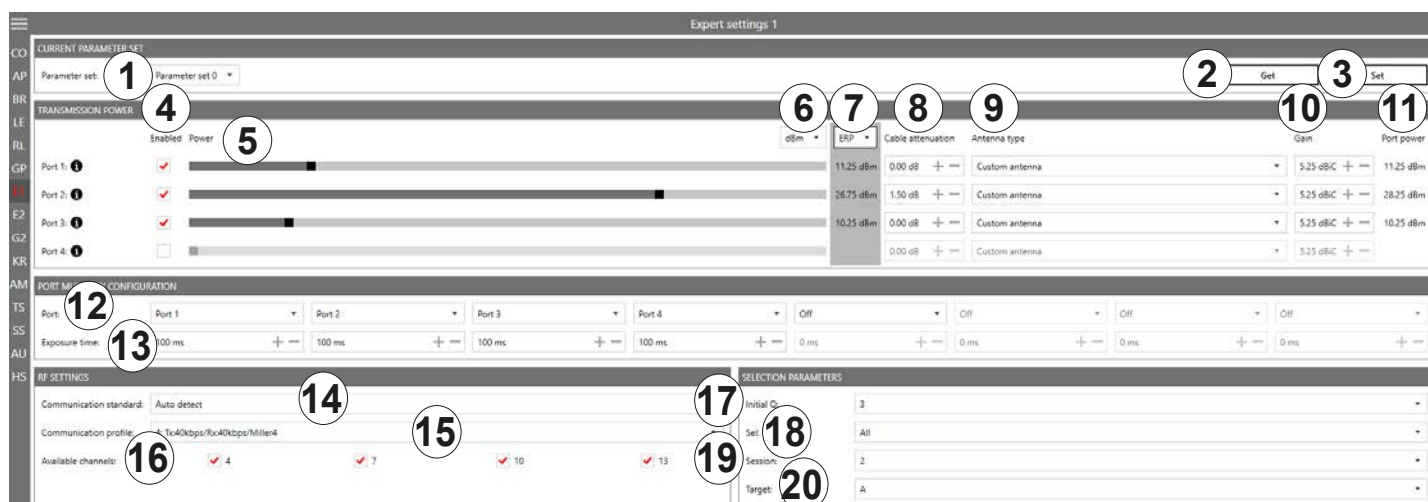 Expert settings 1
CO CURRENT PARAMETER SET
AP Parameter set: 1 Parameter set 0 2 Get 3 Set
BR
TRANSMISSION POWER 4 6 7 8 9 10 11
LE
Enabled Power 5 dBm ERP Cable attenuation Antenna type Gain Port power
RL
GP Port 1: 11.25 dBm 0.00 dB Custom antenna 5.25 dBiC 11.25 dBm
E1 Port 2: 26.75 dBm 1.50 dB Custom antenna 5.25 dBiC 28.25 dBm
E2 Port 3: 10.25 dBm 0.00 dB Custom antenna 5.25 dBiC 10.25 dBm
G2
Port 4: 0.00 dB Custom antenna 5.25 dBiC
KR
AM PORT CONFIGURATION
TS Port: 12 Port 1 Port 2 Port 3 Port 4 Off Off Off Off
SS
Exposure time: 13 100 ms 100 ms 100 ms 100 ms 0 ms 0 ms 0 ms 0 ms
AU
HS RF SETTINGS SELECTION PARAMETERS
Communication standard: Auto detect 14 17 Initial Q: 3
Communication profile: 4: Tx40kbps/Rx40kbps/Miller4 15 Sel: 18 All
Available channels: 16 4 7 10 13 19 Session: 2
Target: 20 A